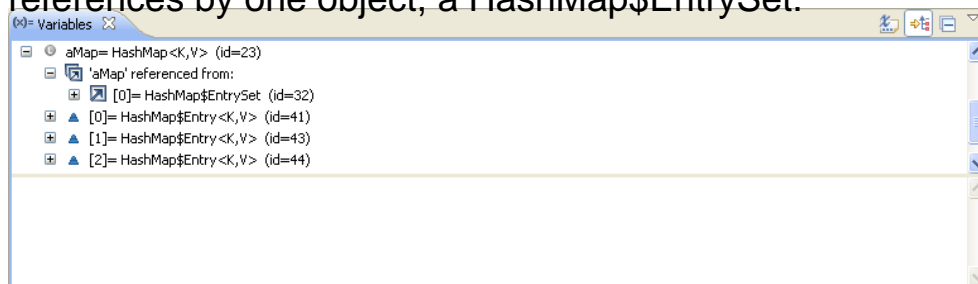 references by one object, a HashMap$EntrySet.
(x)= Variables
aMap= HashMap<K,V> (id=23)
'aMap' referenced from:
[0]= HashMap$EntrySet (id=32)
[0]= HashMap$Entry<K,V> (id=41)
[1]= HashMap$Entry<K,V> (id=43)
[2]= HashMap$Entry<K,V> (id=44)